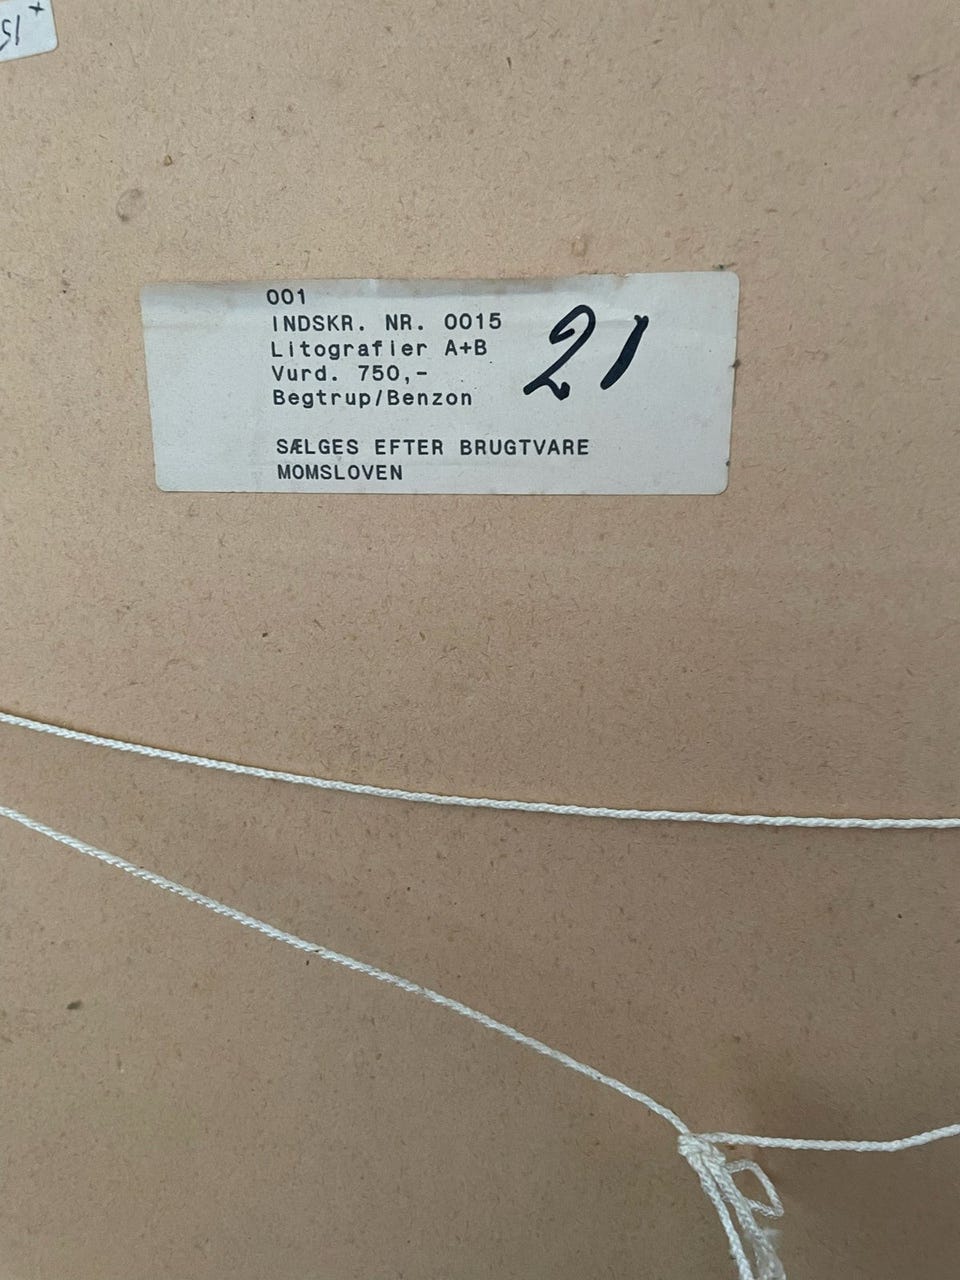 001
INDSKR. NR. 0015
Litografier A+B
Vurd. 750,-
Begtrup/Benzon
21
SÆLGES EFTER BRUGTVARE
MOMSLOVEN